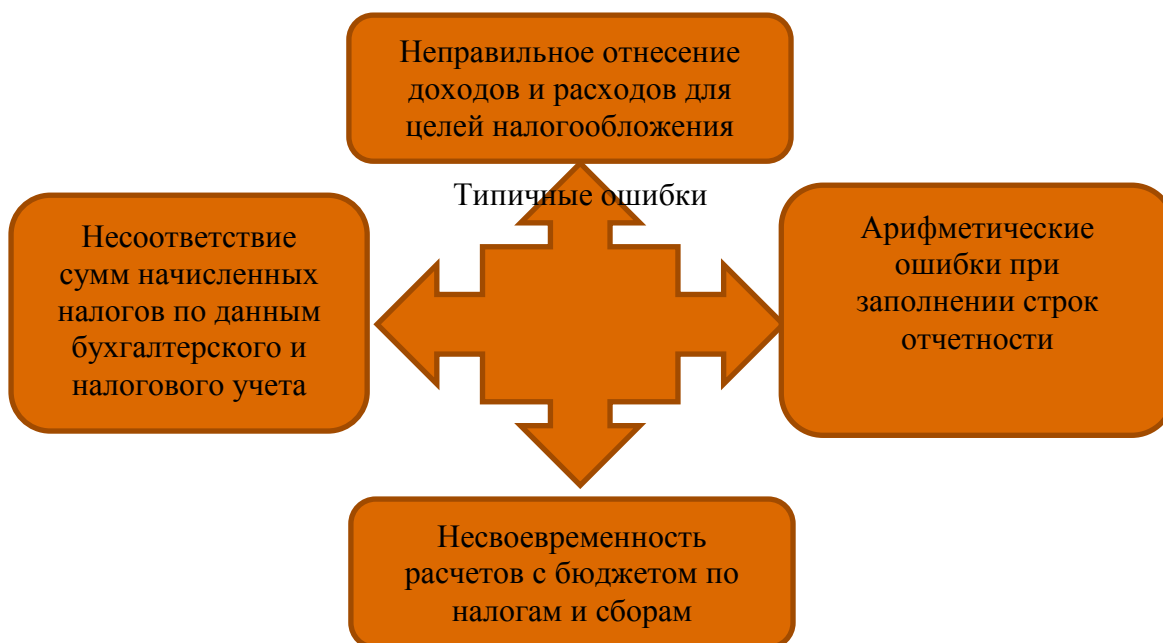 Неправильное отнесение
доходов и расходов для
целей налогообложения
Типичные ошибки
Несоответствие
сумм начисленных
налогов по данным
бухгалтерского и
налогового учета
Арифметические
ошибки при
заполнении строк
отчетности
Несвоевременность
расчетов с бюджетом по
налогам и сборам